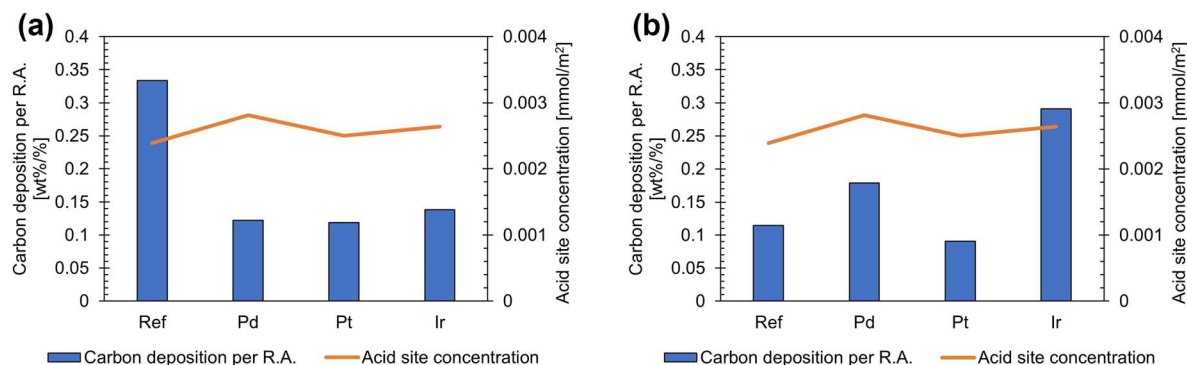 (a)
Carbon deposition per R.A.
[wt%/%]
0.4
0.35
0.3
0.25
0.2
0.15
0.1
0.05
0
0.004
0.003
0.002
0.001
0
Acid site concentration [mmol/m²]
Ref Pd Pt Ir
Carbon deposition per R.A. Acid site concentration
(b)
Carbon deposition per R.A.
[wt%/%]
0.4
0.35
0.3
0.25
0.2
0.15
0.1
0.05
0
0.004
0.003
0.002
0.001
0
Acid site concentration [mmol/m²]
Ref Pd Pt Ir
Carbon deposition per R.A. Acid site concentration